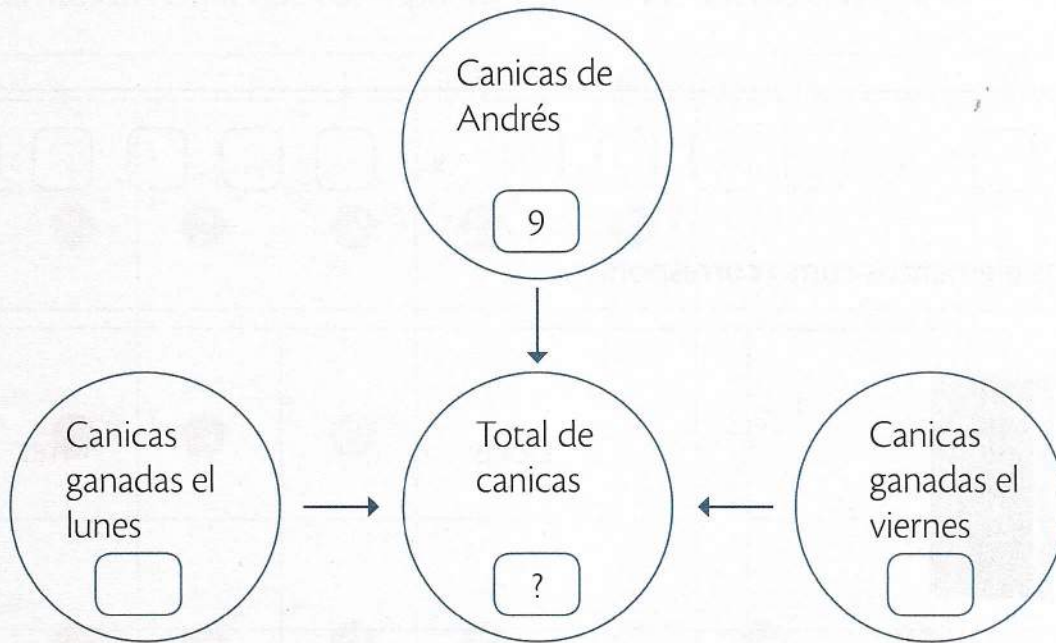 Canicas de
Andrés
9
Canicas
ganadas el
lunes
Total de
canicas
?
Canicas
ganadas el
viernes